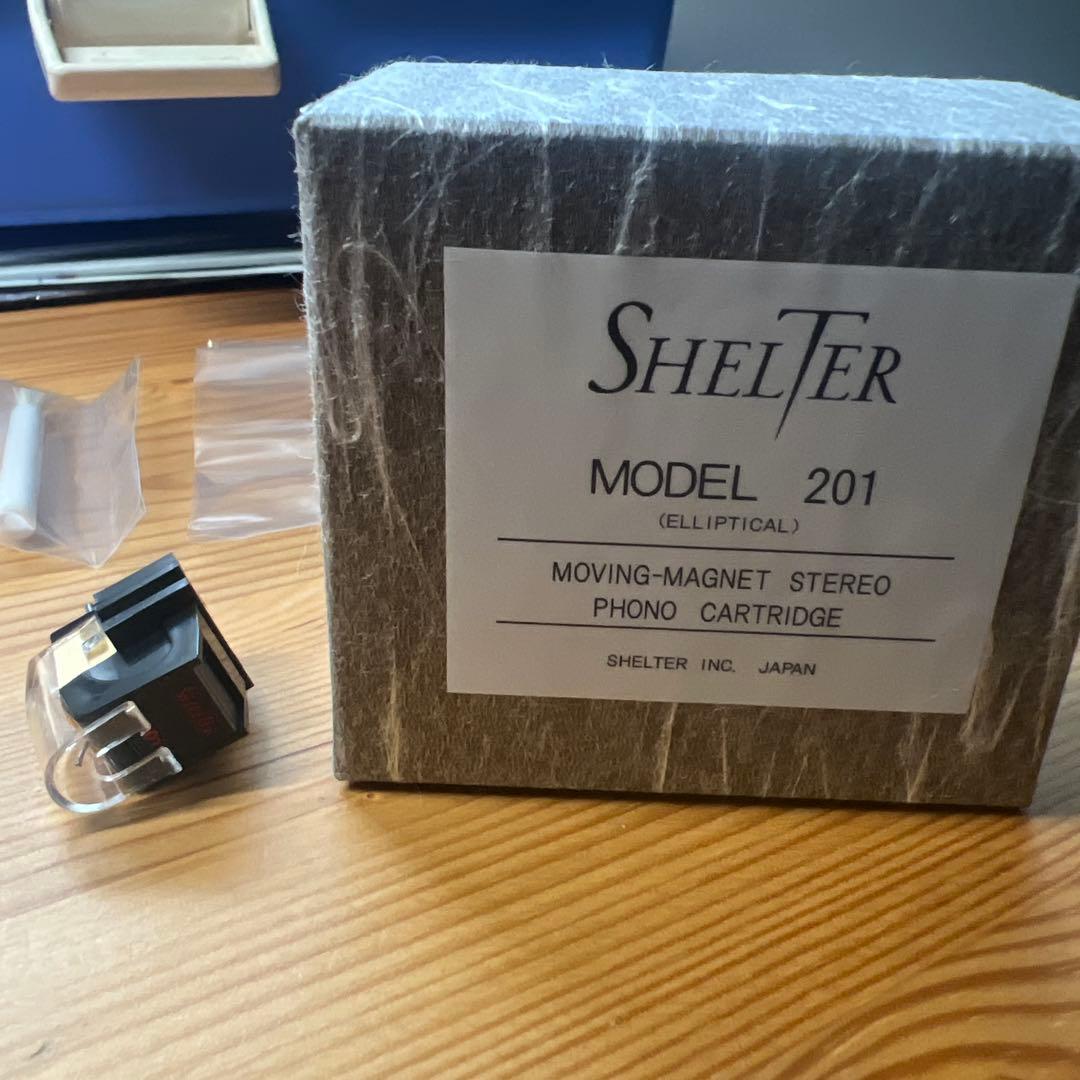 SHELTER
MODEL 201
(ELLIPTICAL)
MOVING-MAGNET STEREO
PHONO CARTRIDGE
SHELTER INC. JAPAN